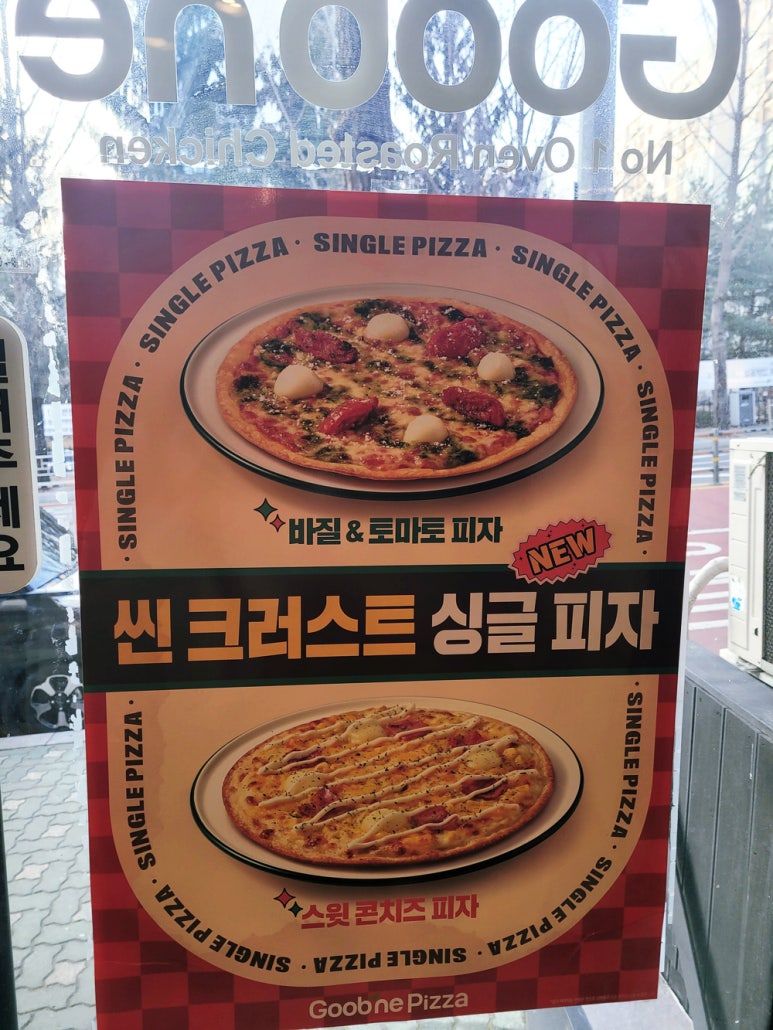 Goobne
No 1 Oven Roasted Chicken
SINGLE PIZZA · SINGLE PIZZA · SINGLE PIZZA · SINGLE PIZZA · SINGLE PIZZA ·
바질 & 토마토 피자
NEW
씬 크러스트 싱글 피자
SINGLE PIZZA · SINGLE PIZZA · SINGLE PIZZA · SINGLE PIZZA · SINGLE PIZZA · SINGLE PIZZA ·
스윗 콘치즈 피자
Goobne Pizza